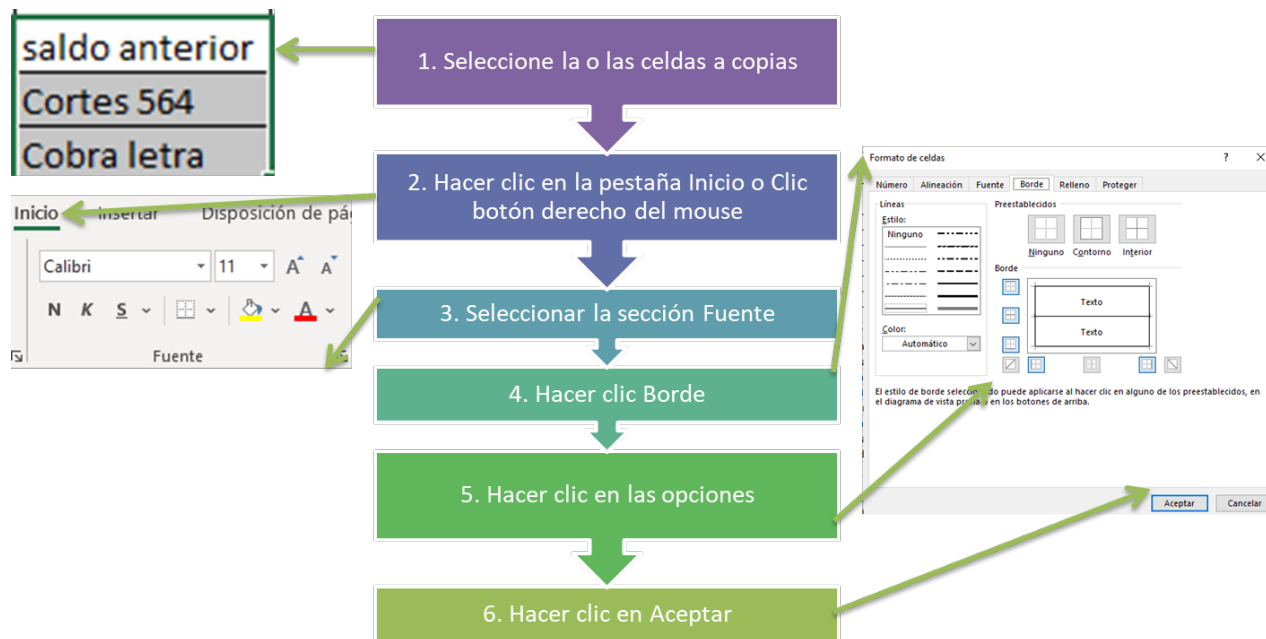 saldo anterior
Cortes 564
Cobra letra
1. Seleccione la o las celdas a copias
2. Hacer clic en la pestaña Inicio o Clic
botón derecho del mouse
Inicio Insertar Disposición de pá
Calibri 11 A A
N K S A
Fuente
3. Seleccionar la sección Fuente
4. Hacer clic Borde
5. Hacer clic en las opciones
6. Hacer clic en Aceptar
Formato de celdas ? X
Número Alineación Fuente Borde Relleno Proteger
Líneas Preestablecidos
Estilo:
Ninguno
Ninguno Contorno Interior
Borde
Texto
Texto
Color:
Automático
El estilo de borde selec do puede aplicarse al hacer clic en alguno de los preestablecidos, en
el diagrama de vista pr en los botones de arriba.
Aceptar Cancelar